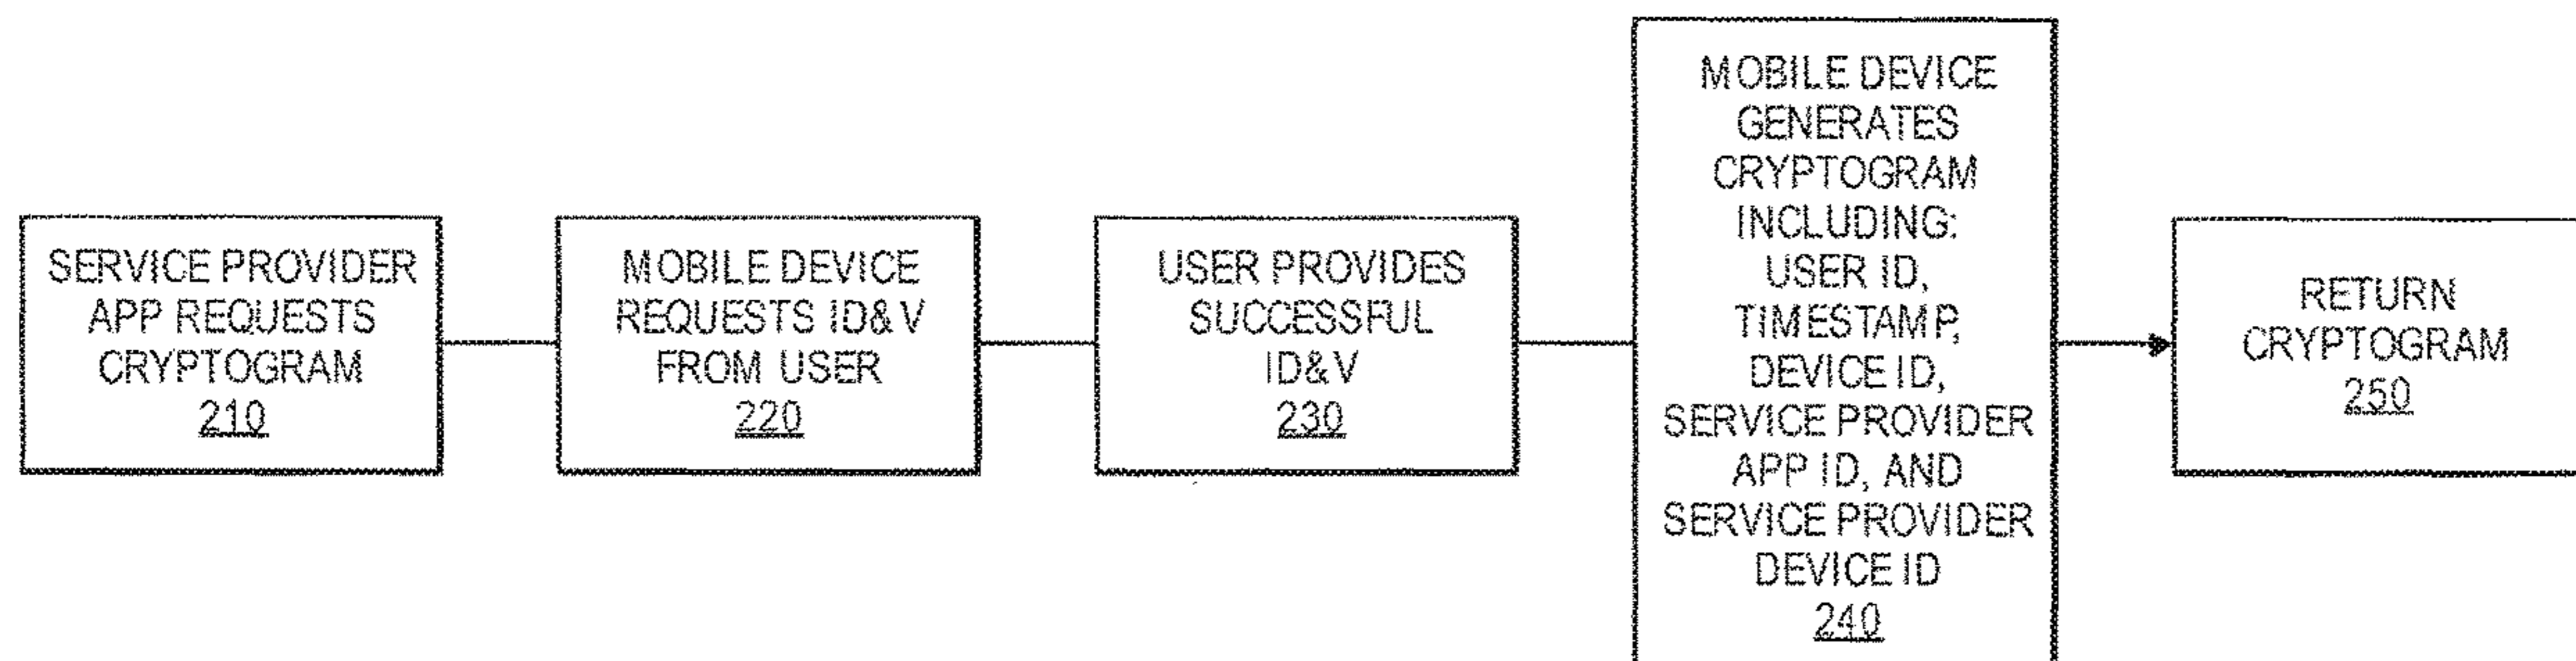 SERVICE PROVIDER
APP REQUESTS
CRYPTOGRAM
210
MOBILE DEVICE
REQUESTS ID&V
FROM USER
220
USER PROVIDES
SUCCESSFUL
ID&V
230
MOBILE DEVICE
GENERATES
CRYPTOGRAM
INCLUDING:
USER ID,
TIMESTAMP,
DEVICE ID,
SERVICE PROVIDER
APP ID, AND
SERVICE PROVIDER
DEVICE ID
240
RETURN
CRYPTOGRAM
250